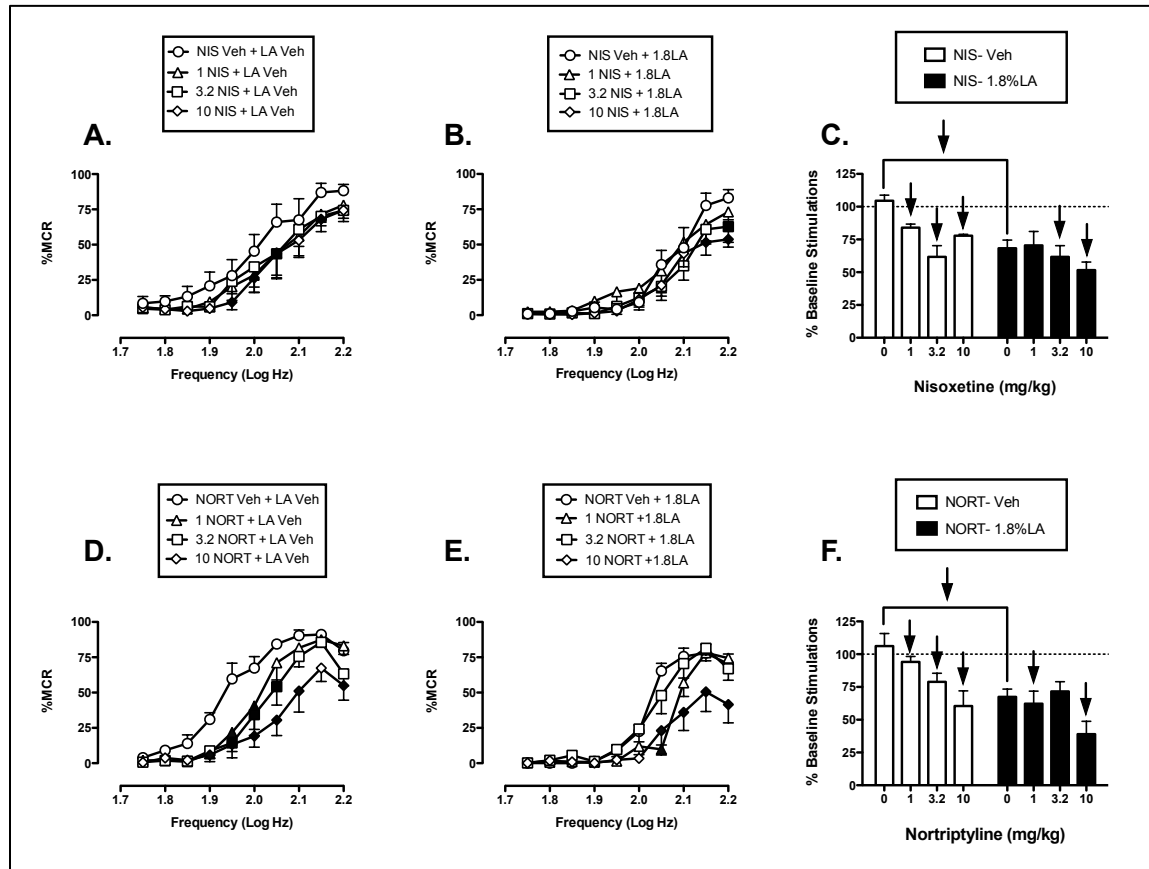 NIS Veh + LA Veh
1 NIS + LA Veh
3.2 NIS + LA Veh
10 NIS + LA Veh
A.
100
75
50
25
0
%MCR
1.7 1.8 1.9 2.0 2.1 2.2
Frequency (Log Hz)
NIS Veh + 1.8LA
1 NIS + 1.8LA
3.2 NIS + 1.8LA
10 NIS + 1.8LA
B.
100
75
50
25
0
%MCR
1.7 1.8 1.9 2.0 2.1 2.2
Frequency (Log Hz)
NIS- Veh
NIS- 1.8%LA
C.
125
100
75
50
25
0
% Baseline Stimulations
0 1 3.2 10 0 1 3.2 10
Nisoxetine (mg/kg)
NORT Veh + LA Veh
1 NORT + LA Veh
3.2 NORT + LA Veh
10 NORT + LA Veh
D.
100
75
50
25
0
%MCR
1.7 1.8 1.9 2.0 2.1 2.2
Frequency (Log Hz)
NORT Veh + 1.8LA
1 NORT +1.8LA
3.2 NORT + 1.8LA
10 NORT +1.8LA
E.
100
75
50
25
0
%MCR
1.7 1.8 1.9 2.0 2.1 2.2
Frequency (Log Hz)
NORT- Veh
NORT- 1.8%LA
F.
125
100
75
50
25
0
% Baseline Stimulations
0 1 3.2 10 0 1 3.2 10
Nortriptyline (mg/kg)